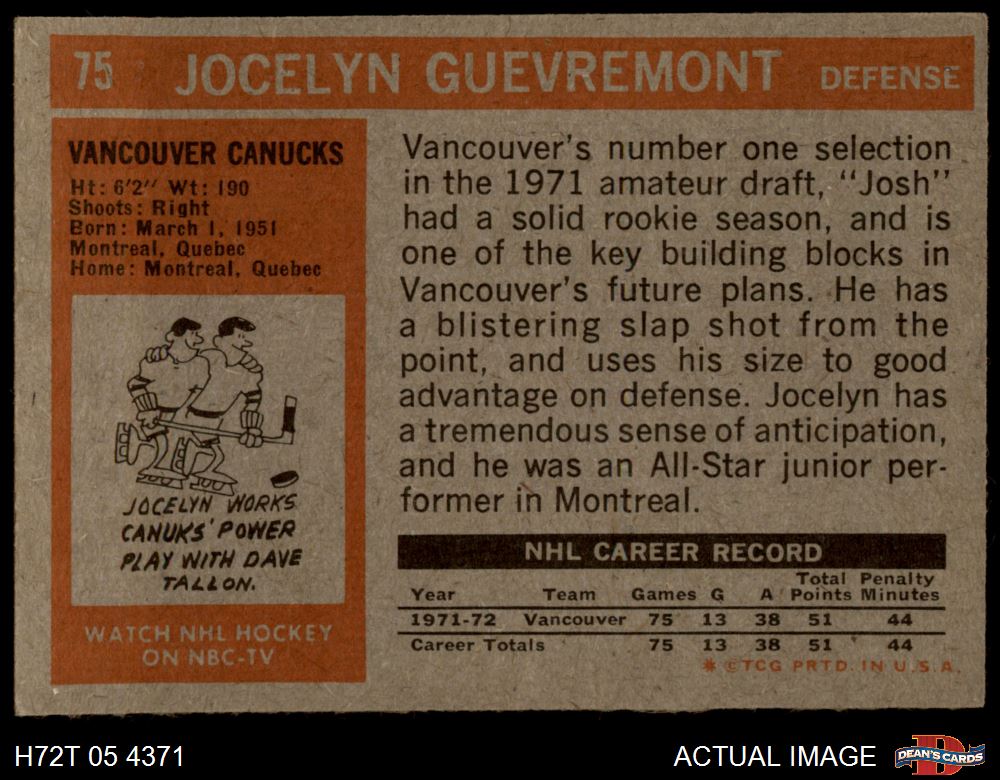 75 JOCELYN GUEVREMONT DEFENSE
VANCOUVER CANUCKS
Ht: 6'2" Wt: 190
Shoots: Right
Born: March 1, 1951
Montreal, Quebec
Home: Montreal, Quebec
JOCELYN WORKS
CANUKS' POWER
PLAY WITH DAVE
TALLON.
WATCH NHL HOCKEY
ON NBC-TV
Vancouver's number one selection
in the 1971 amateur draft, "Josh"
had a solid rookie season, and is
one of the key building blocks in
Vancouver's future plans. He has
a blistering slap shot from the
point, and uses his size to good
advantage on defense. Jocelyn has
a tremendous sense of anticipation,
and he was an All-Star junior per-
former in Montreal.
NHL CAREER RECORD
Year Team Games G A Total Points Penalty Minutes
1971-72 Vancouver 75 13 38 51 44
Career Totals 75 13 38 51 44
* © TCG PRTD. IN U.S.A.
H72T 05 4371
ACTUAL IMAGE
D
DEAN'S CARDS